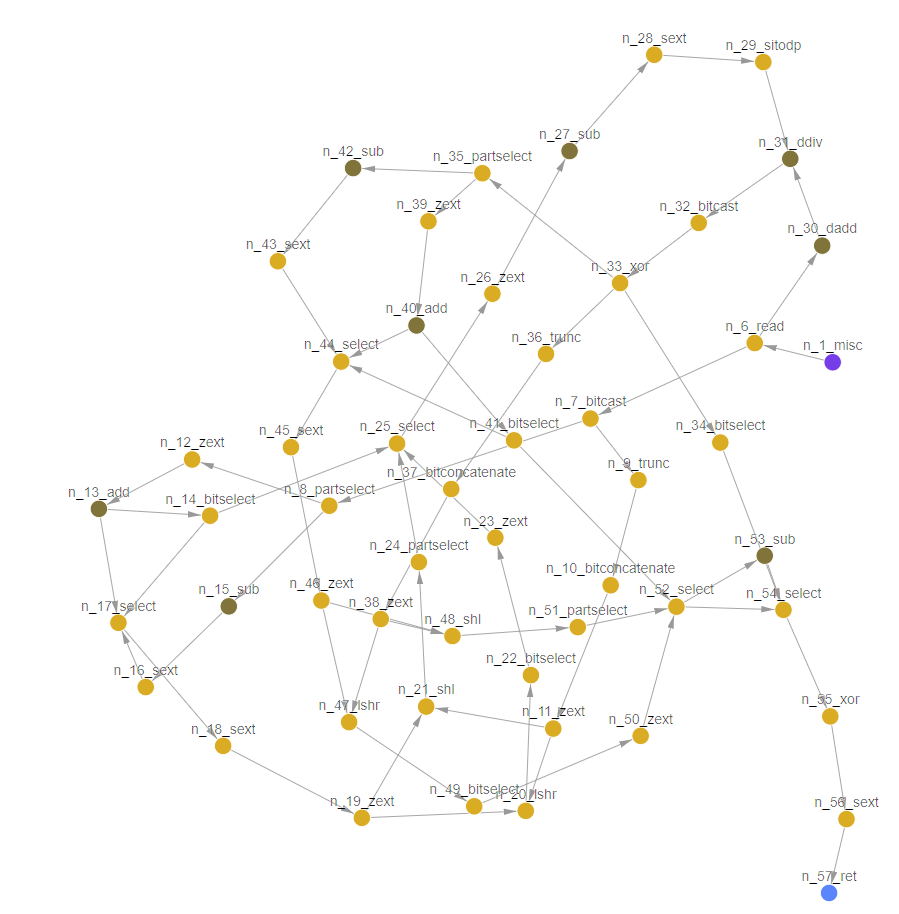 n_28_sext
n_29_sitodp
n_27_sub
n_31_ddiv
n_42_sub
n_35_partselect
n_39_zext
n_32_bitcast
n_30_dadd
n_43_sext
n_33_xor
n_26_zext
n_40_add
n_6_read
n_36_trunc
n_44_select
n_1_misc
n_7_bitcast
n_41_bitselect
n_34_bitselect
n_45_sext
n_25_select
n_12_zext
n_9_trunc
n_37_bitconcatenate
n_13_add
n_8_partselect
n_14_bitselect
n_23_zext
n_24_partselect
n_53_sub
n_10_bitconcatenate
n_46_zext
n_15_sub
n_52_select
n_54_select
n_17_select
n_38_zext
n_51_partselect
n_48_shl
n_22_bitselect
n_16_sext
n_21_shl
n_55_xor
n_47_lshr
n_11_zext
n_50_zext
n_18_sext
n_49_bitselect
n_20_lshr
n_19_zext
n_56_sext
n_57_ret